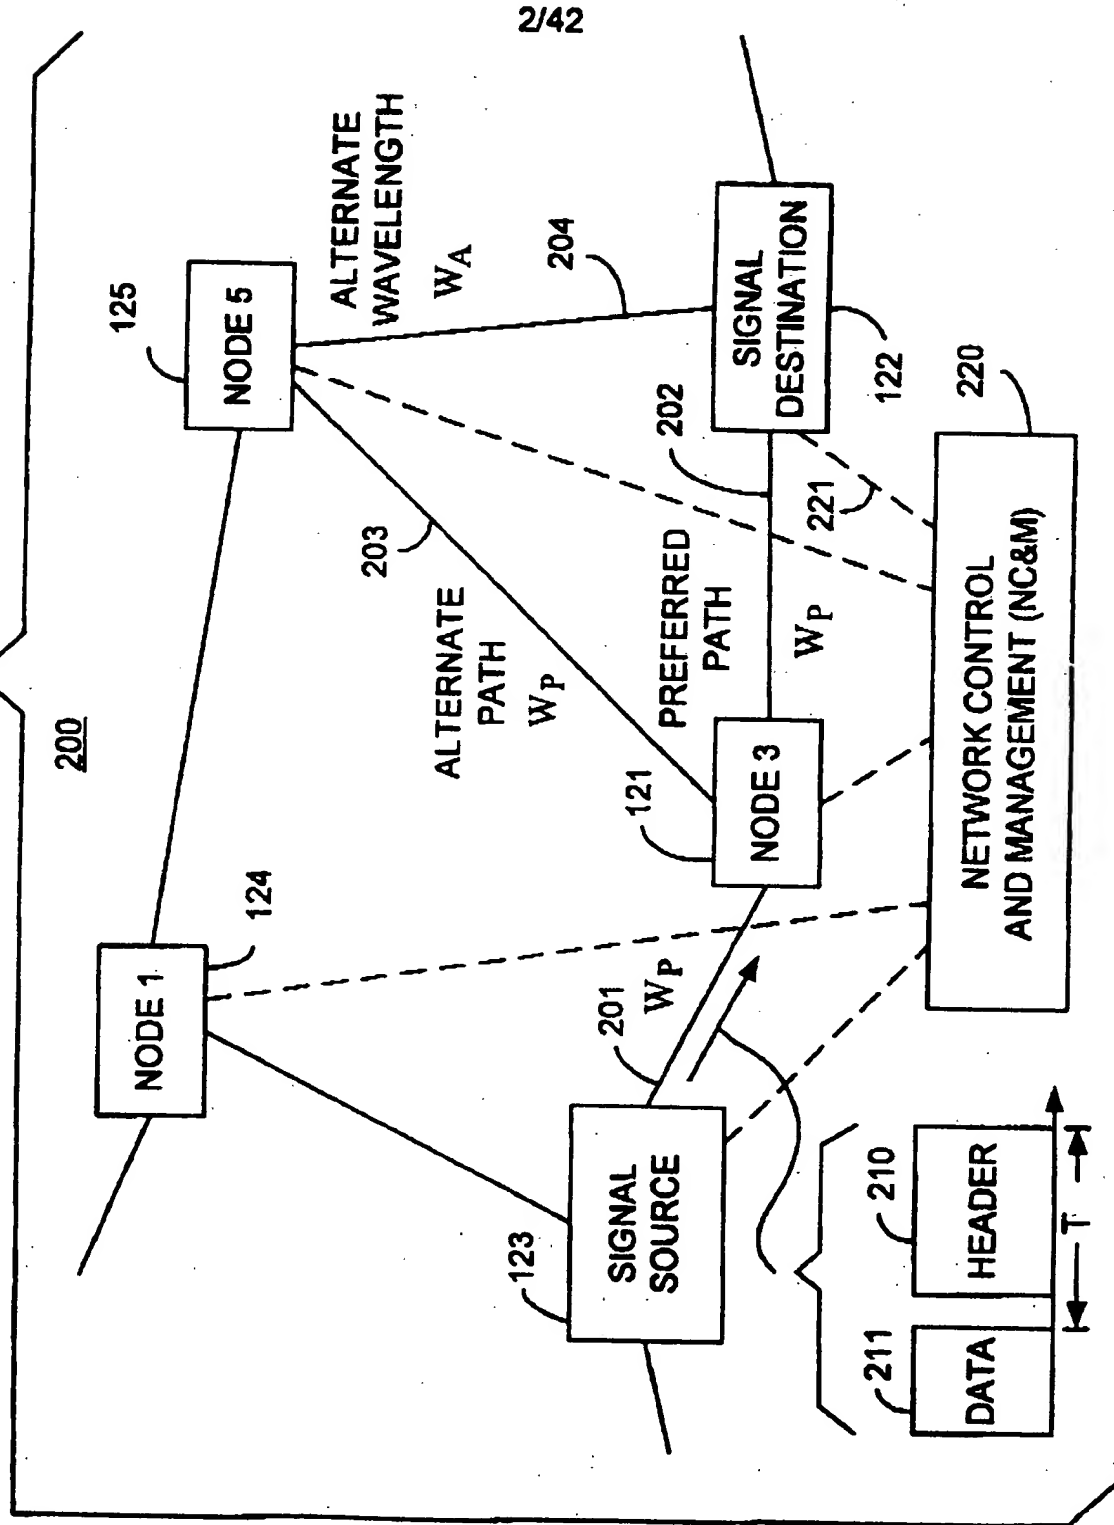 2/42
200
NODE 1
124
NODE 5
125
ALTERNATE
WAVELENGTH
W_A
204
203
ALTERNATE
PATH
W_P
PREFERRED
PATH
W_P
202
SIGNAL
DESTINATION
122
221
220
NODE 3
121
201
W_P
SIGNAL
SOURCE
123
NETWORK CONTROL
AND MANAGEMENT (NC&M)
211
DATA
210
HEADER
T